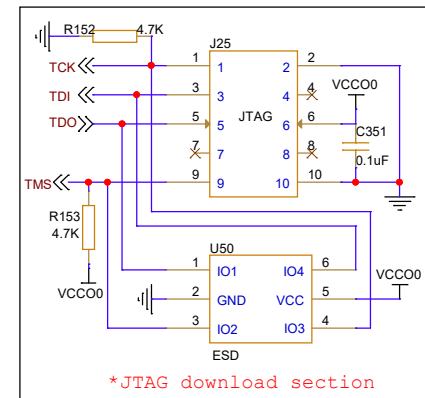 R152 4.7K
J25
TCK 1 1 2 2
VCCO0
TDI 3 3 4 4
TDO 5 5 JTAG 6 6
C351
7 7 8 8 0.1uF
TMS 9 9 10 10
R153
4.7K
U50
VCCO0 1 IO1 IO4 6 VCCO0
2 GND VCC 5
3 IO2 IO3 4
ESD
*JTAG download section